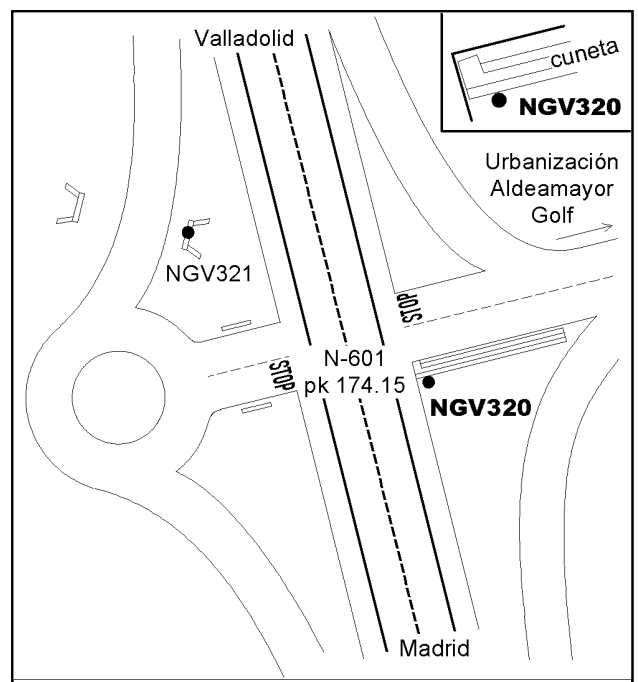 Valladolid
cuneta
NGV320
Urbanización
Aldeamayor
Golf
NGV321
STOP
N-601
STOP
pk 174.15
NGV320
Madrid